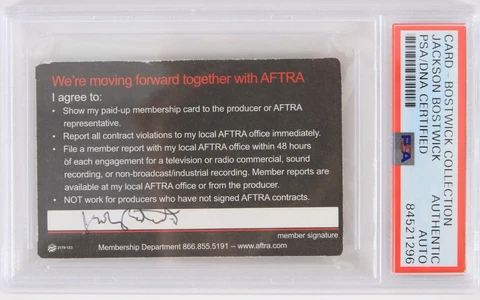 We're moving forward together with AFTRA
I agree to:
• Show my paid-up membership card to the producer or AFTRA
representative.
• Report all contract violations to my local AFTRA office immediately.
• File a member report with my local AFTRA office within 48 hours
of each engagement for a television or radio commercial, sound
recording, or non-broadcast/industrial recording. Member reports are
available at my local AFTRA office or from the producer.
• NOT work for producers who have not signed AFTRA contracts.
member signature
Membership Department 866.855.5191 – www.aftra.com
CARD - BOSTWICK COLLECTION
JACKSON BOSTWICK
PSA/DNA CERTIFIED
AUTHENTIC
AUTO
84521296
PSA